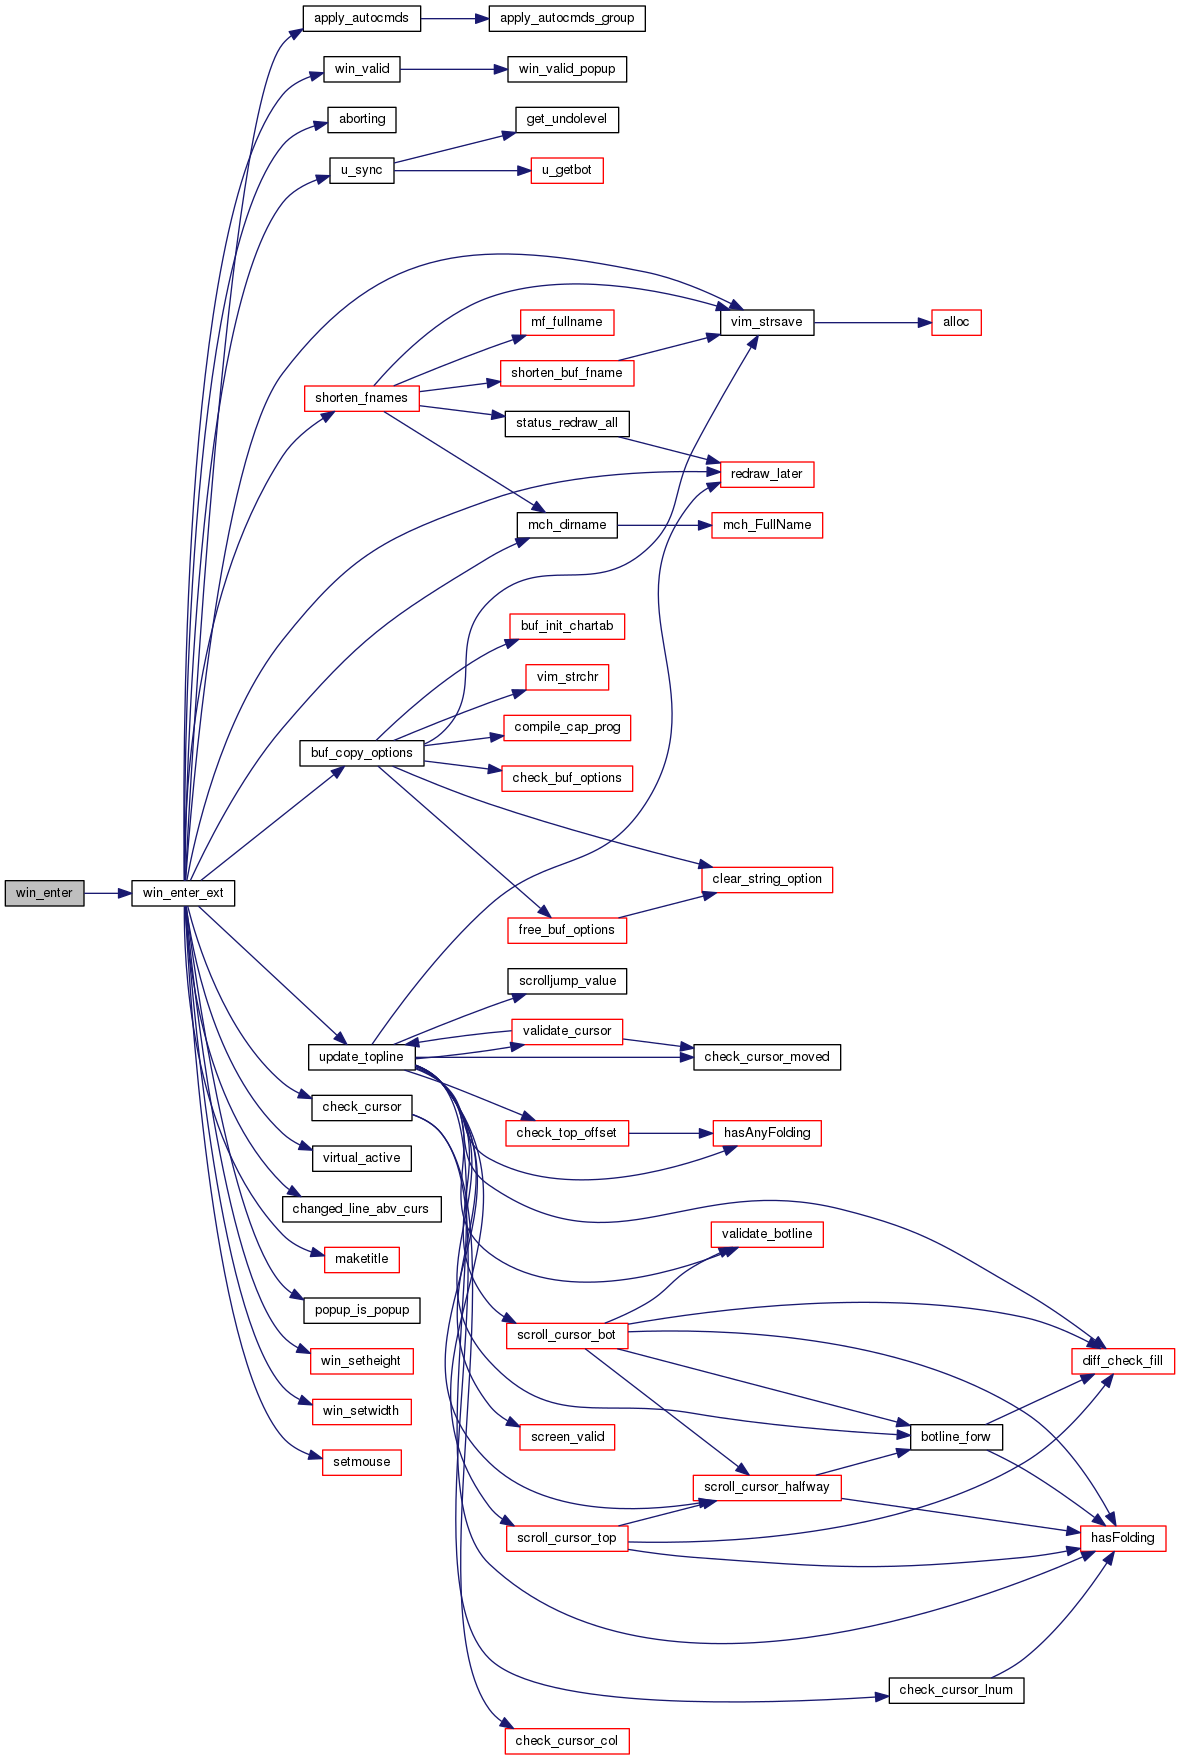 apply_autocmds
apply_autocmds_group
win_valid
win_valid_popup
aborting
get_undolevel
u_sync
u_getbot
mf_fullname
vim_strsave
alloc
shorten_buf_fname
shorten_fnames
status_redraw_all
redraw_later
mch_dirname
mch_FullName
buf_init_chartab
vim_strchr
compile_cap_prog
buf_copy_options
check_buf_options
clear_string_option
win_enter
win_enter_ext
free_buf_options
scrolljump_value
validate_cursor
update_topline
check_cursor_moved
check_cursor
check_top_offset
hasAnyFolding
virtual_active
changed_line_abv_curs
validate_botline
maketitle
popup_is_popup
scroll_cursor_bot
win_setheight
diff_check_fill
win_setwidth
screen_valid
botline_forw
setmouse
scroll_cursor_halfway
scroll_cursor_top
hasFolding
check_cursor_lnum
check_cursor_col